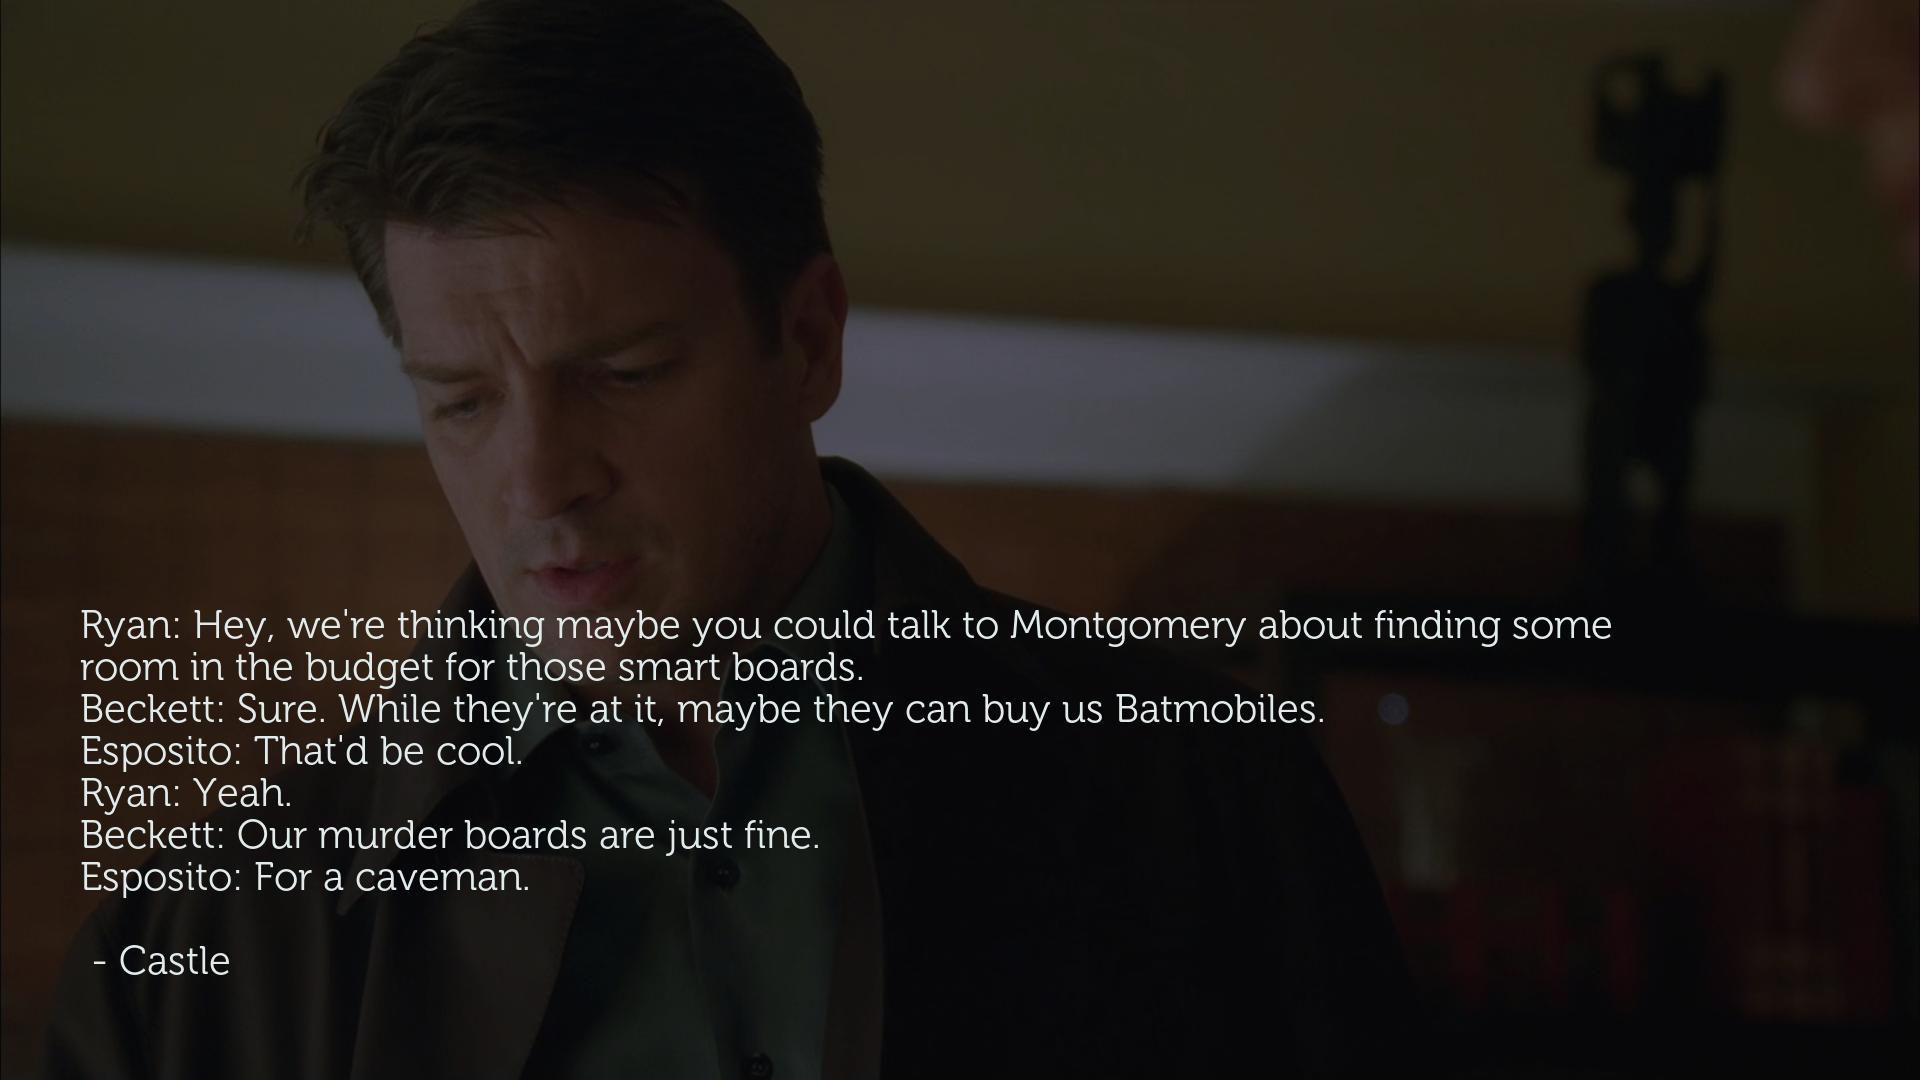 Ryan: Hey, we're thinking maybe you could talk to Montgomery about finding some
room in the budget for those smart boards.
Beckett: Sure. While they're at it, maybe they can buy us Batmobiles.
Esposito: That'd be cool.
Ryan: Yeah.
Beckett: Our murder boards are just fine.
Esposito: For a caveman.
- Castle